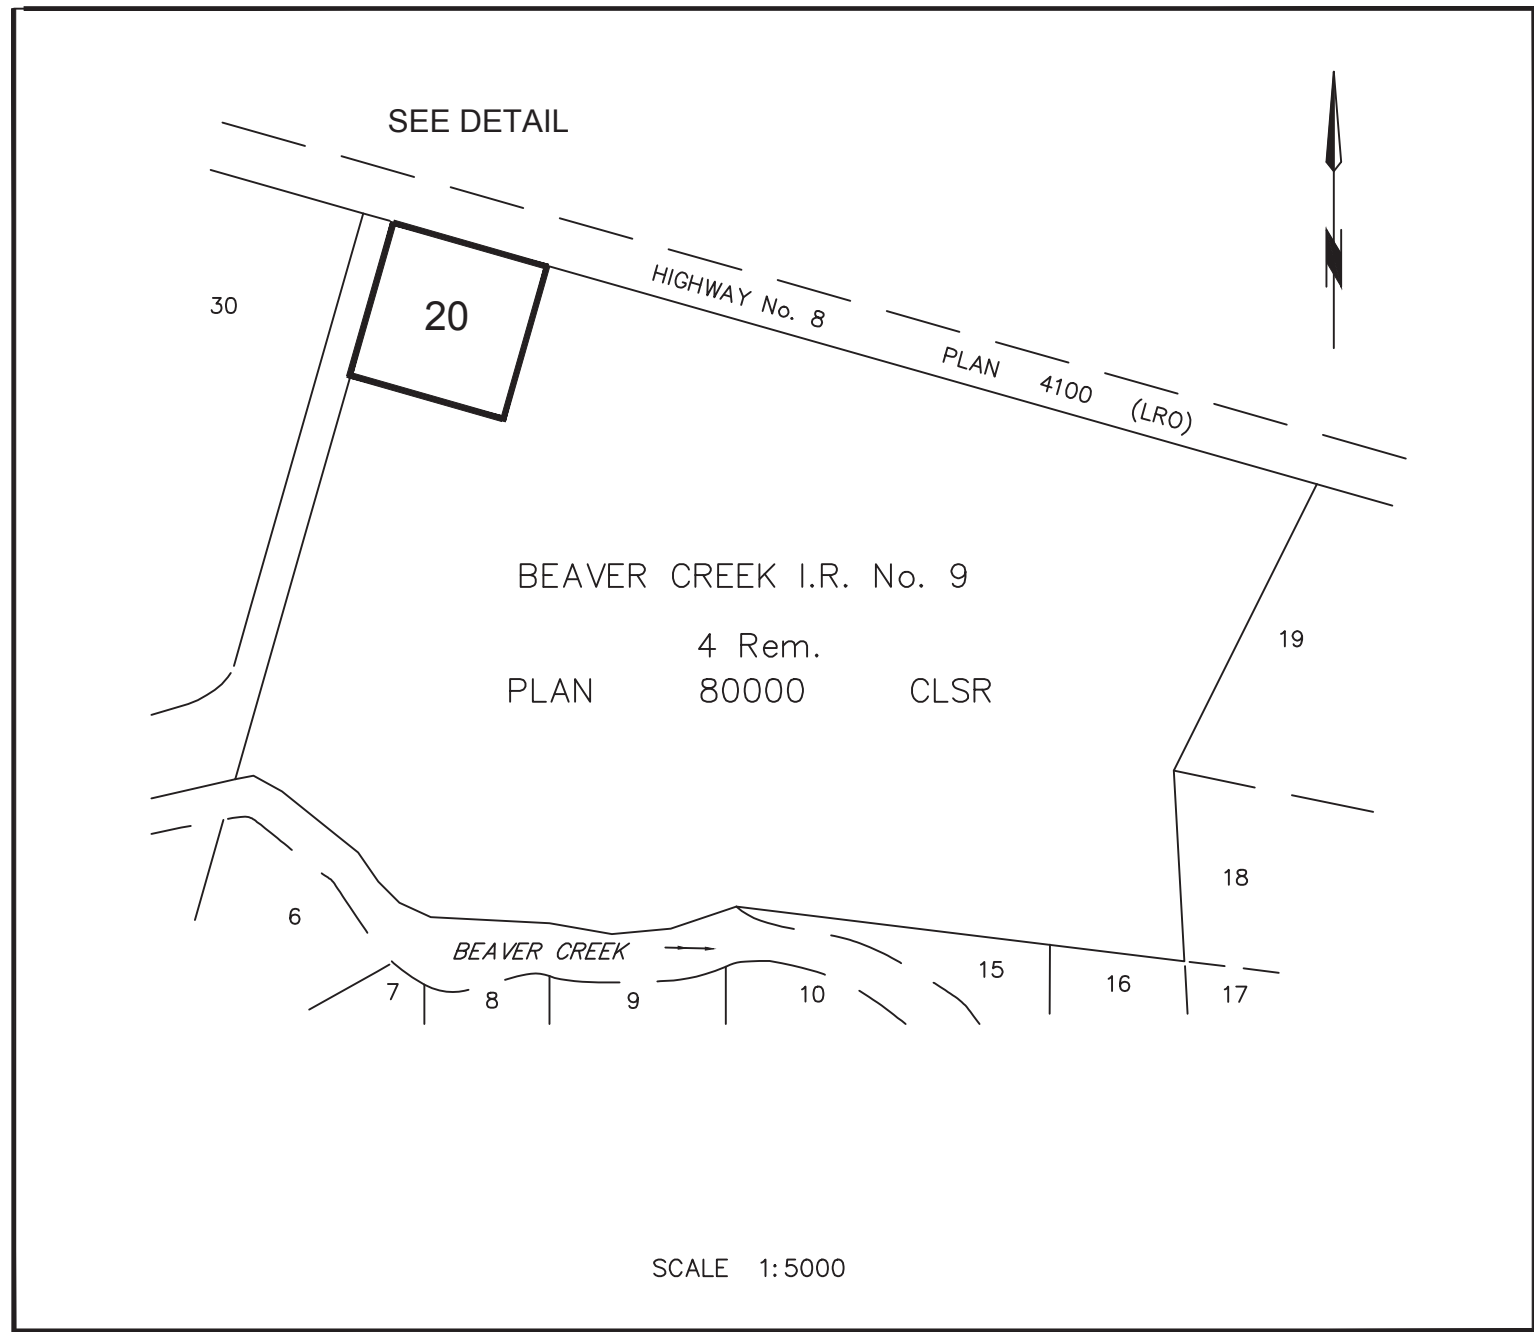 SEE DETAIL
30
20
HIGHWAY No. 8 PLAN 4100 (LRO)
BEAVER CREEK I.R. No. 9
4 Rem.
PLAN 80000 CLSR
19
18
6
BEAVER CREEK
7
8
9
10
15
16
17
SCALE 1:5000